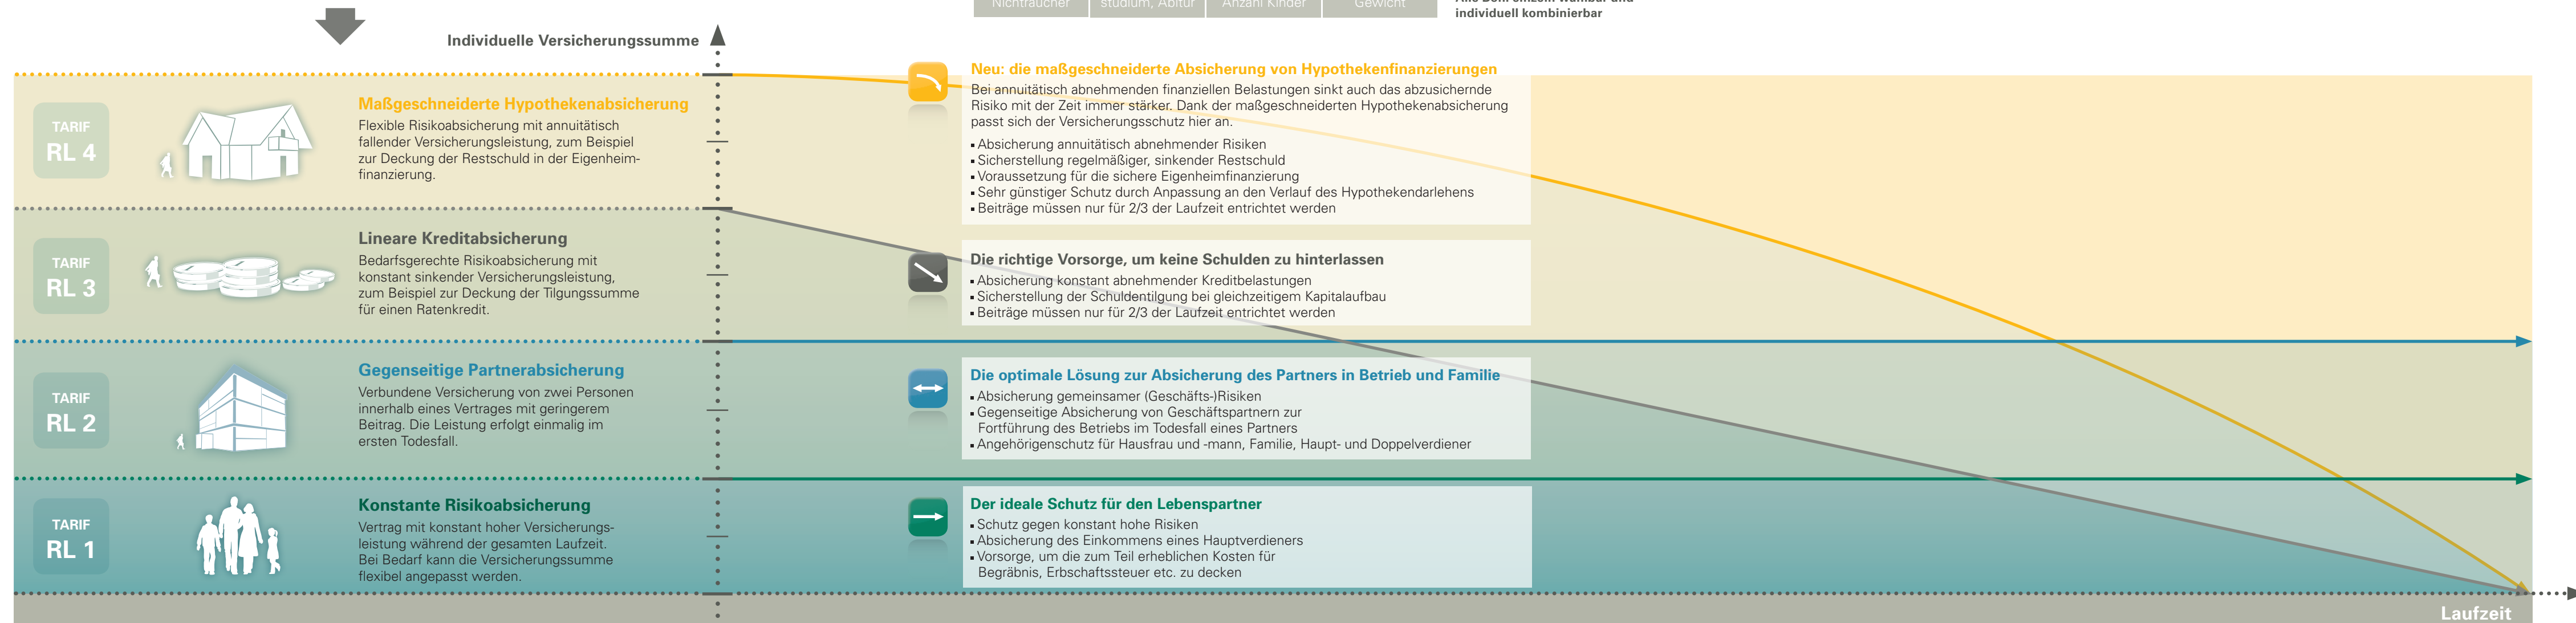 Nichtraucher
studium, Abitur
Anzahl Kinder
Gewicht
individuell kombinierbar
Individuelle Versicherungssumme
TARIF
RL 4
Maßgeschneiderte Hypothekenabsicherung
Flexible Risikoabsicherung mit annuitätisch
fallender Versicherungsleistung, zum Beispiel
zur Deckung der Restschuld in der Eigenheim-
finanzierung.
Neu: die maßgeschneiderte Absicherung von Hypothekenfinanzierungen
Bei annuitätisch abnehmenden finanziellen Belastungen sinkt auch das abzusichernde
Risiko mit der Zeit immer stärker. Dank der maßgeschneiderten Hypothekenabsicherung
passt sich der Versicherungsschutz hier an.
▪ Absicherung annuitätisch abnehmender Risiken
▪ Sicherstellung regelmäßiger, sinkender Restschuld
▪ Voraussetzung für die sichere Eigenheimfinanzierung
▪ Sehr günstiger Schutz durch Anpassung an den Verlauf des Hypothekendarlehens
▪ Beiträge müssen nur für 2/3 der Laufzeit entrichtet werden
TARIF
RL 3
Lineare Kreditabsicherung
Bedarfsgerechte Risikoabsicherung mit
konstant sinkender Versicherungsleistung,
zum Beispiel zur Deckung der Tilgungssumme
für einen Ratenkredit.
Die richtige Vorsorge, um keine Schulden zu hinterlassen
▪ Absicherung konstant abnehmender Kreditbelastungen
▪ Sicherstellung der Schuldentilgung bei gleichzeitigem Kapitalaufbau
▪ Beiträge müssen nur für 2/3 der Laufzeit entrichtet werden
TARIF
RL 2
Gegenseitige Partnerabsicherung
Verbundene Versicherung von zwei Personen
innerhalb eines Vertrages mit geringerem
Beitrag. Die Leistung erfolgt einmalig im
ersten Todesfall.
Die optimale Lösung zur Absicherung des Partners in Betrieb und Familie
▪ Absicherung gemeinsamer (Geschäfts-)Risiken
▪ Gegenseitige Absicherung von Geschäftspartnern zur
Fortführung des Betriebs im Todesfall eines Partners
▪ Angehörigenschutz für Hausfrau und -mann, Familie, Haupt- und Doppelverdiener
TARIF
RL 1
Konstante Risikoabsicherung
Vertrag mit konstant hoher Versicherungs-
leistung während der gesamten Laufzeit.
Bei Bedarf kann die Versicherungssumme
flexibel angepasst werden.
Der ideale Schutz für den Lebenspartner
▪ Schutz gegen konstant hohe Risiken
▪ Absicherung des Einkommens eines Hauptverdieners
▪ Vorsorge, um die zum Teil erheblichen Kosten für
Begräbnis, Erbschaftssteuer etc. zu decken
Laufzeit